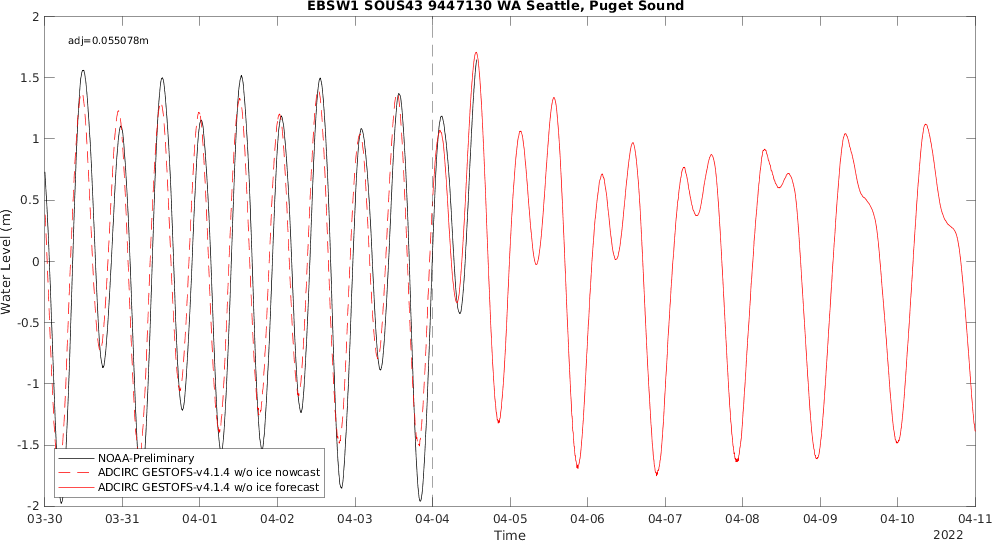 EBSW1 SOUS43 9447130 WA Seattle, Puget Sound
adj=0.055078m
2
1.5
1
0.5
0
-0.5
-1
-1.5
-2
Water Level (m)
NOAA-Preliminary
ADCIRC GESTOFS-v4.1.4 w/o ice nowcast
ADCIRC GESTOFS-v4.1.4 w/o ice forecast
03-30 03-31 04-01 04-02 04-03 04-04 04-05 04-06 04-07 04-08 04-09 04-10 04-11
Time
2022